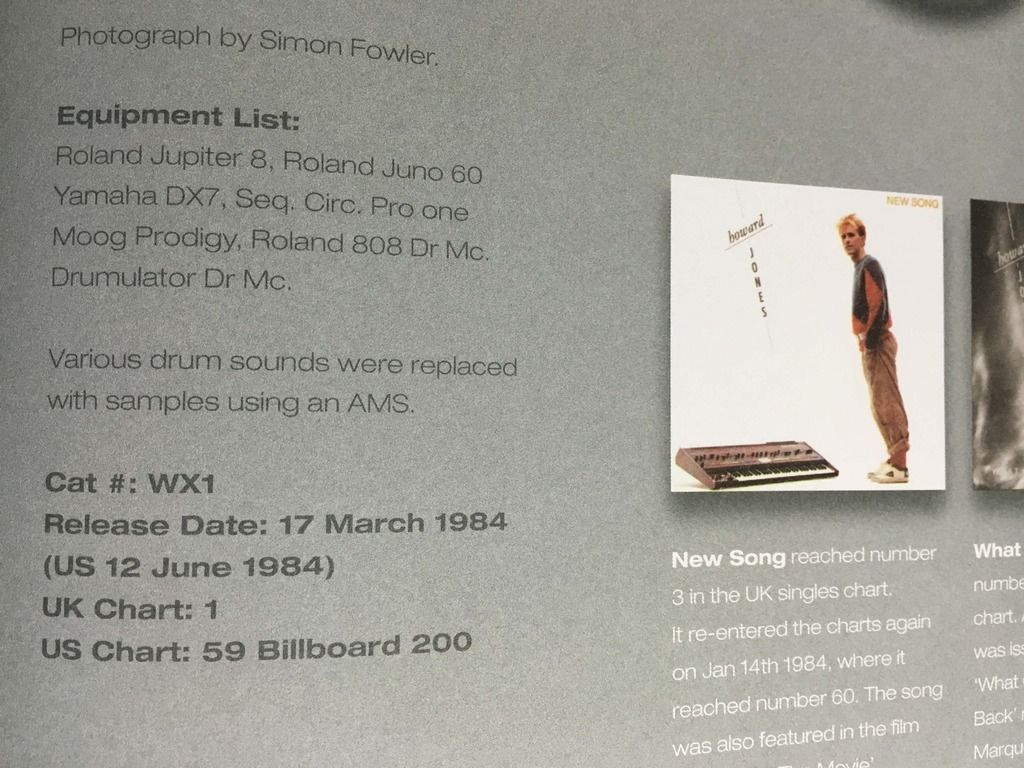 Photograph by Simon Fowler.
Equipment List:
Roland Jupiter 8, Roland Juno 60
Yamaha DX7, Seq. Circ. Pro one
Moog Prodigy, Roland 808 Dr Mc.
Drumulator Dr Mc.
Various drum sounds were replaced
with samples using an AMS.
Cat #: WX1
Release Date: 17 March 1984
(US 12 June 1984)
UK Chart: 1
US Chart: 59 Billboard 200
NEW SONG
howard
JONES
New Song reached number
3 in the UK singles chart.
It re-entered the charts again
on Jan 14th 1984, where it
reached number 60. The song
was also featured in the film
Movie'
What
chart.
was
'What
Back'